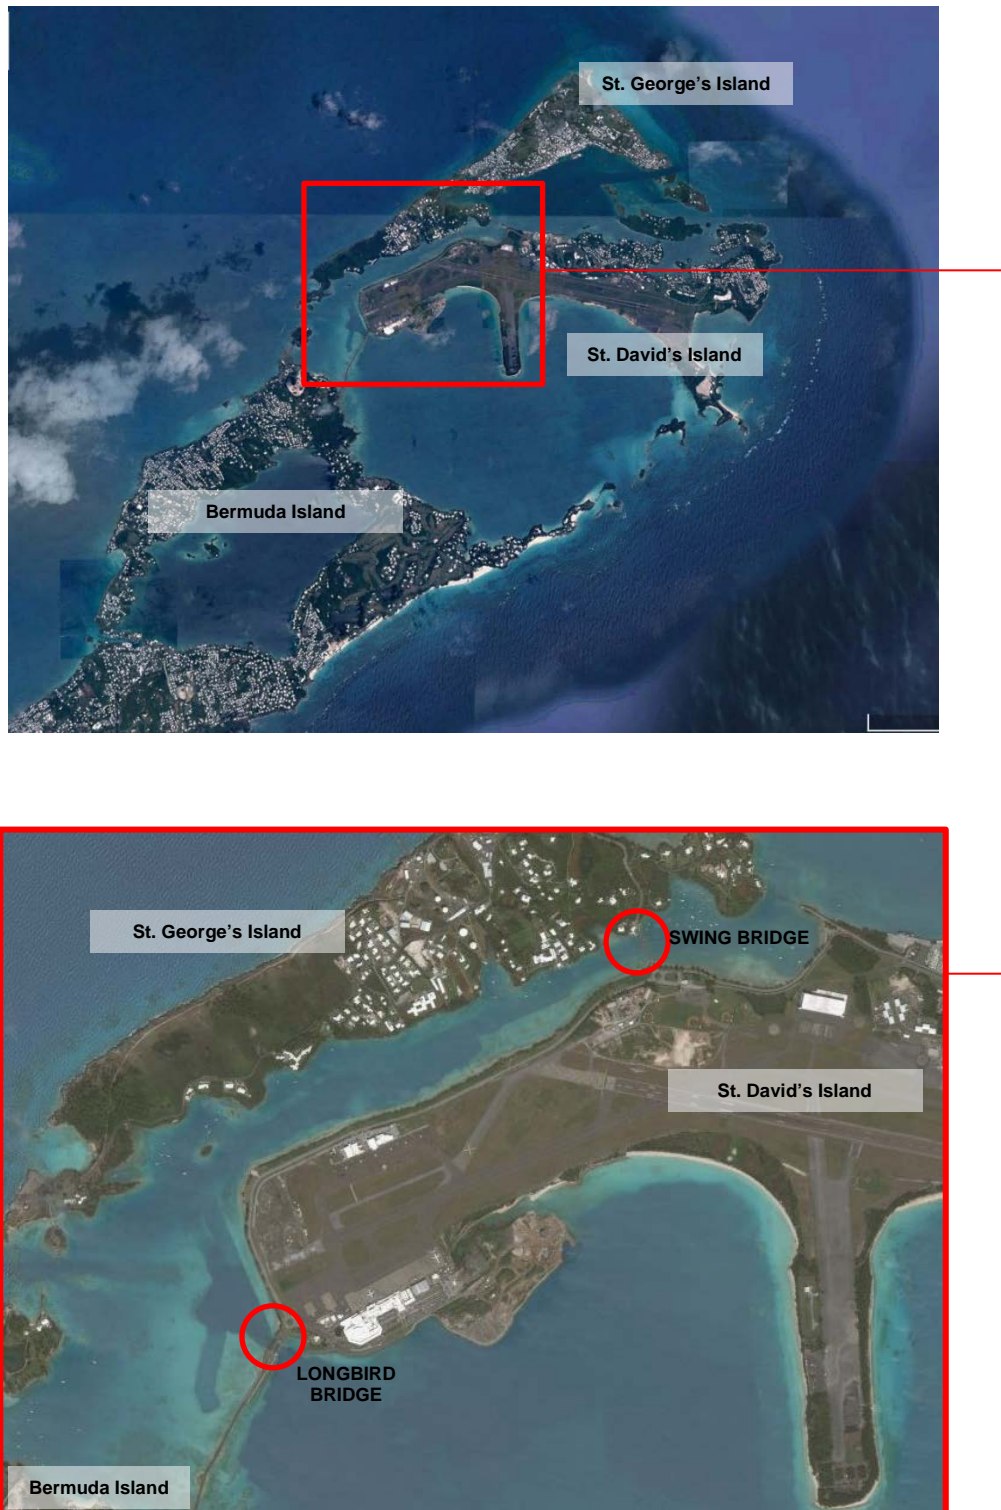 St. George's Island
St. David's Island
Bermuda Island
St. George's Island
SWING BRIDGE
St. David's Island
LONGBIRD
BRIDGE
Bermuda Island